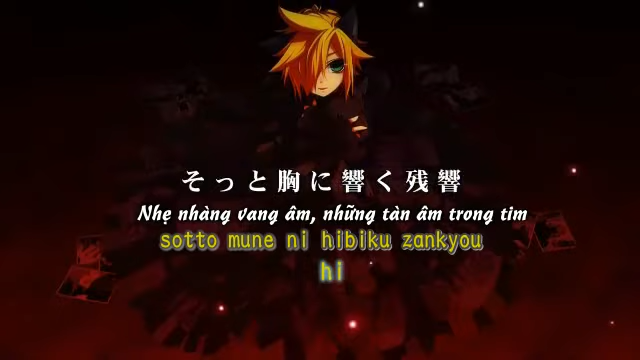 そっと胸に響く残響
Nhẹ nhàng vang âm, những tàn âm trong tim
sotto mune ni hibiku zankyou
hi